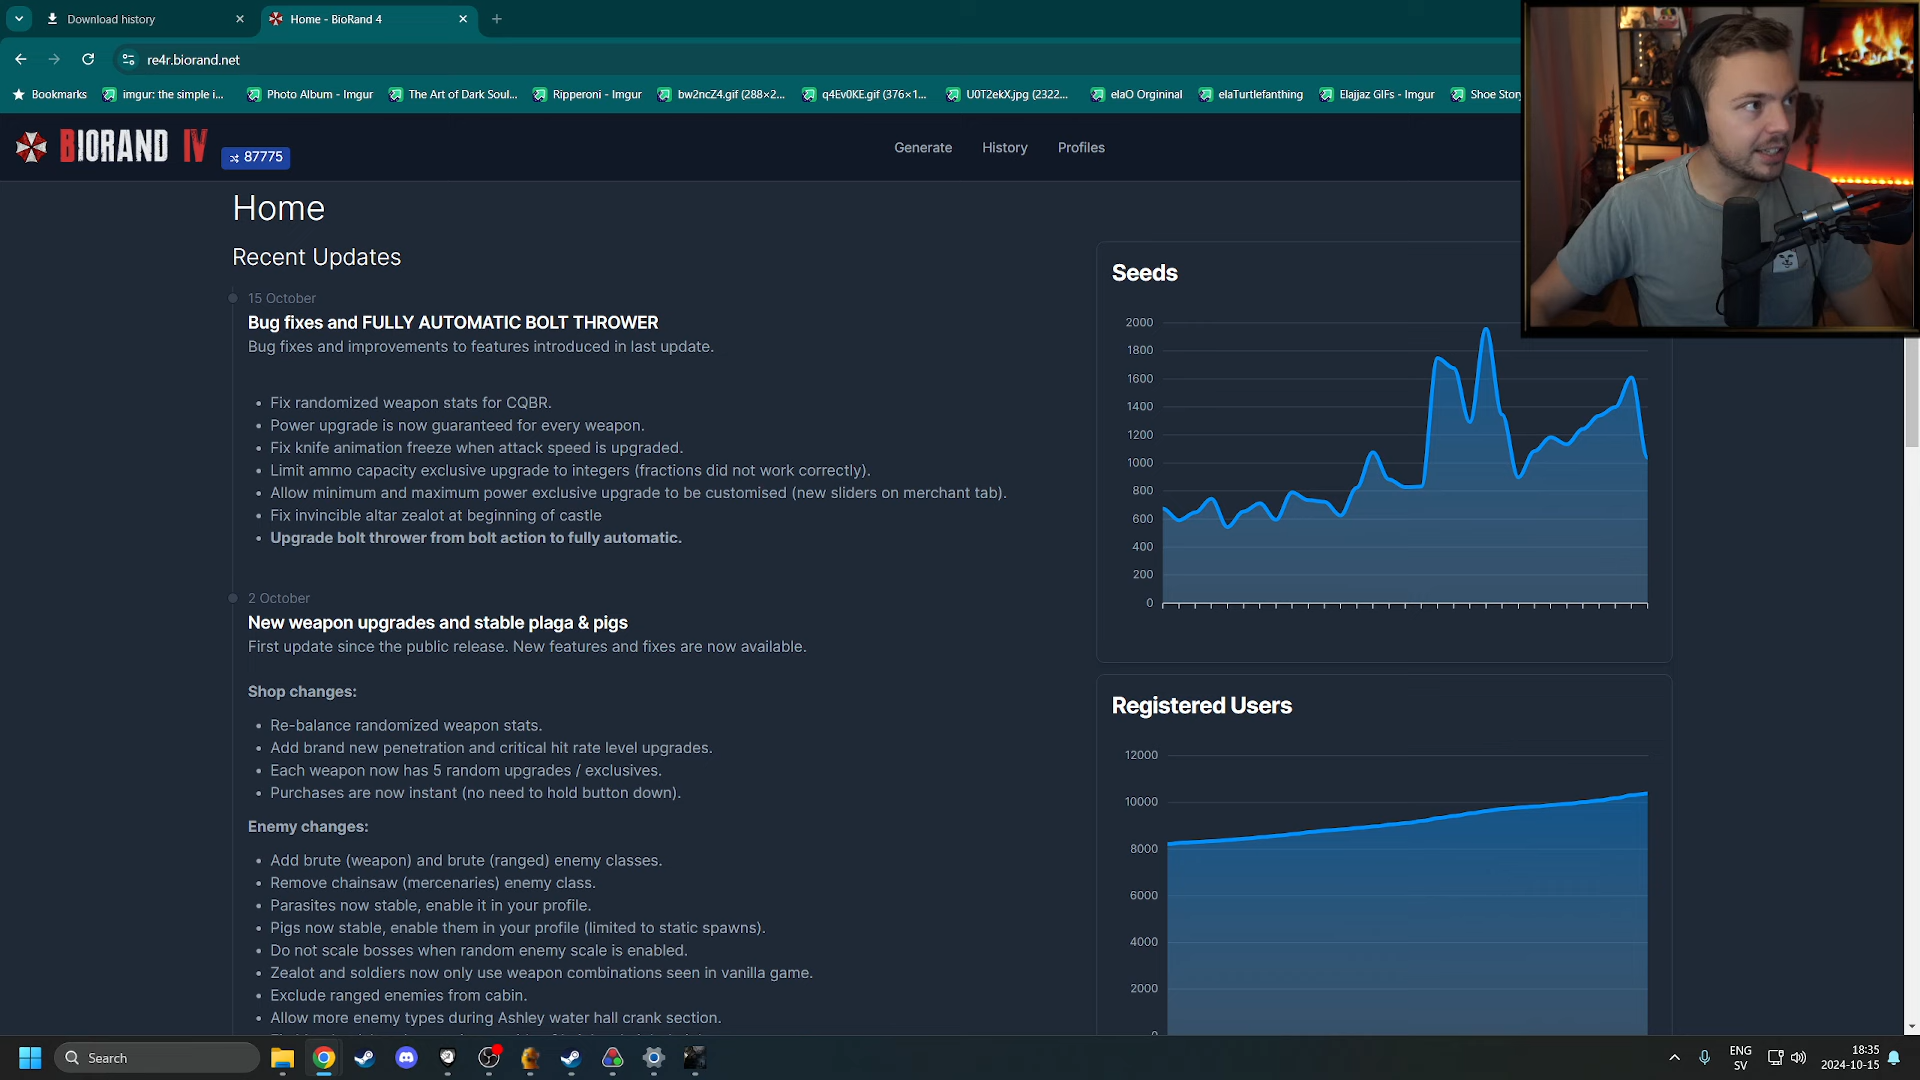 Download history
Home - BioRand 4
re4r.biorand.net
Bookmarks
imgur: the simple i...
Photo Album - Imgur
The Art of Dark Soul...
Ripperoni - Imgur
bw2ncZ4.gif (288×2...
q4Ev0KE.gif (376×1...
U0T2ekX.jpg (2322...
elaO Orgininal
elaTurtlefanthing
Elajjaz GIFs - Imgur
Shoe Story
BIORAND IV
87775
Generate
History
Profiles
Home
Recent Updates
15 October
Bug fixes and FULLY AUTOMATIC BOLT THROWER
Bug fixes and improvements to features introduced in last update.
Fix randomized weapon stats for CQBR.
Power upgrade is now guaranteed for every weapon.
Fix knife animation freeze when attack speed is upgraded.
Limit ammo capacity exclusive upgrade to integers (fractions did not work correctly).
Allow minimum and maximum power exclusive upgrade to be customised (new sliders on merchant tab).
Fix invincible altar zealot at beginning of castle
Upgrade bolt thrower from bolt action to fully automatic.
2 October
New weapon upgrades and stable plaga & pigs
First update since the public release. New features and fixes are now available.
Shop changes:
Re-balance randomized weapon stats.
Add brand new penetration and critical hit rate level upgrades.
Each weapon now has 5 random upgrades / exclusives.
Purchases are now instant (no need to hold button down).
Enemy changes:
Add brute (weapon) and brute (ranged) enemy classes.
Remove chainsaw (mercenaries) enemy class.
Parasites now stable, enable it in your profile.
Pigs now stable, enable them in your profile (limited to static spawns).
Do not scale bosses when random enemy scale is enabled.
Zealot and soldiers now only use weapon combinations seen in vanilla game.
Exclude ranged enemies from cabin.
Allow more enemy types during Ashley water hall crank section.
Seeds
2000
1800
1600
1400
1200
1000
800
600
400
200
0
Registered Users
12000
10000
8000
6000
4000
2000
Search
ENG
SV
18:35
2024-10-15